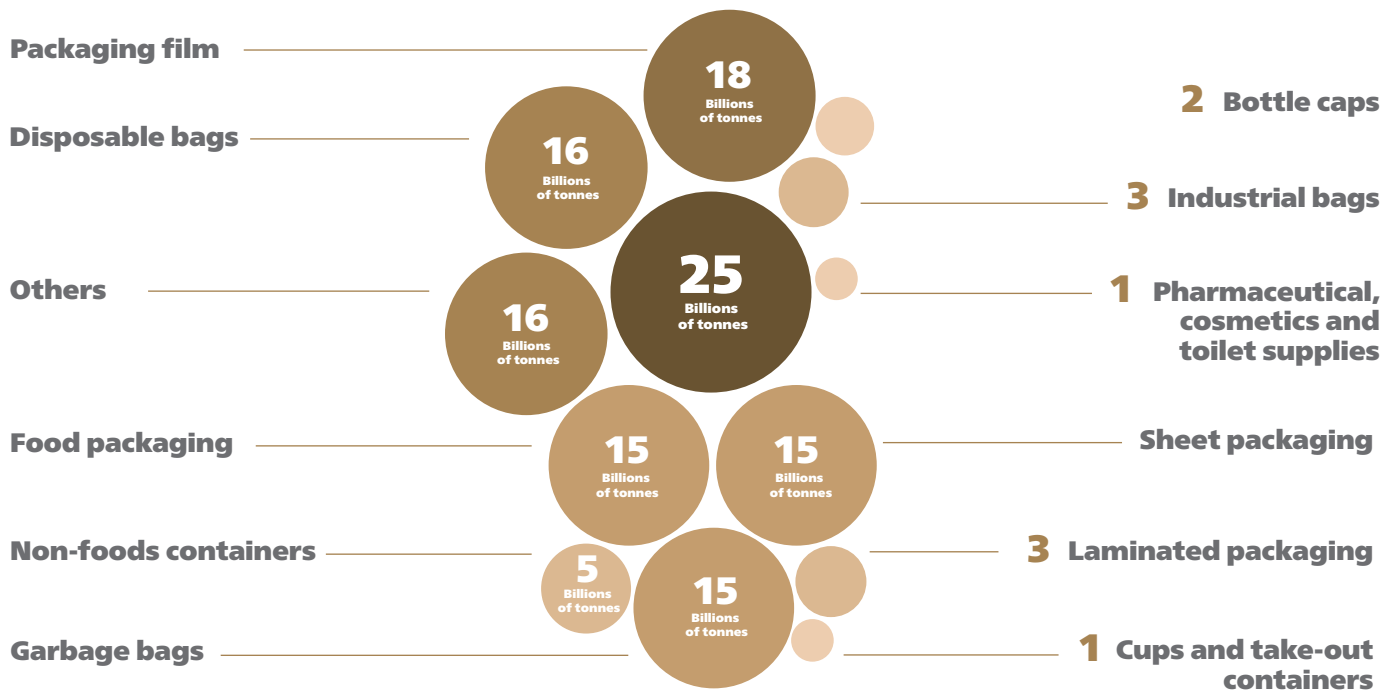 Packaging film
18
Billions
of tonnes
2 Bottle caps
Disposable bags
16
Billions
of tonnes
3 Industrial bags
Others
16
Billions
of tonnes
25
Billions
of tonnes
1 Pharmaceutical,
cosmetics and
toilet supplies
Food packaging
15
Billions
of tonnes
15
Billions
of tonnes
Sheet packaging
Non-foods containers
5
Billions
of tonnes
15
Billions
of tonnes
3 Laminated packaging
Garbage bags
1 Cups and take-out
containers